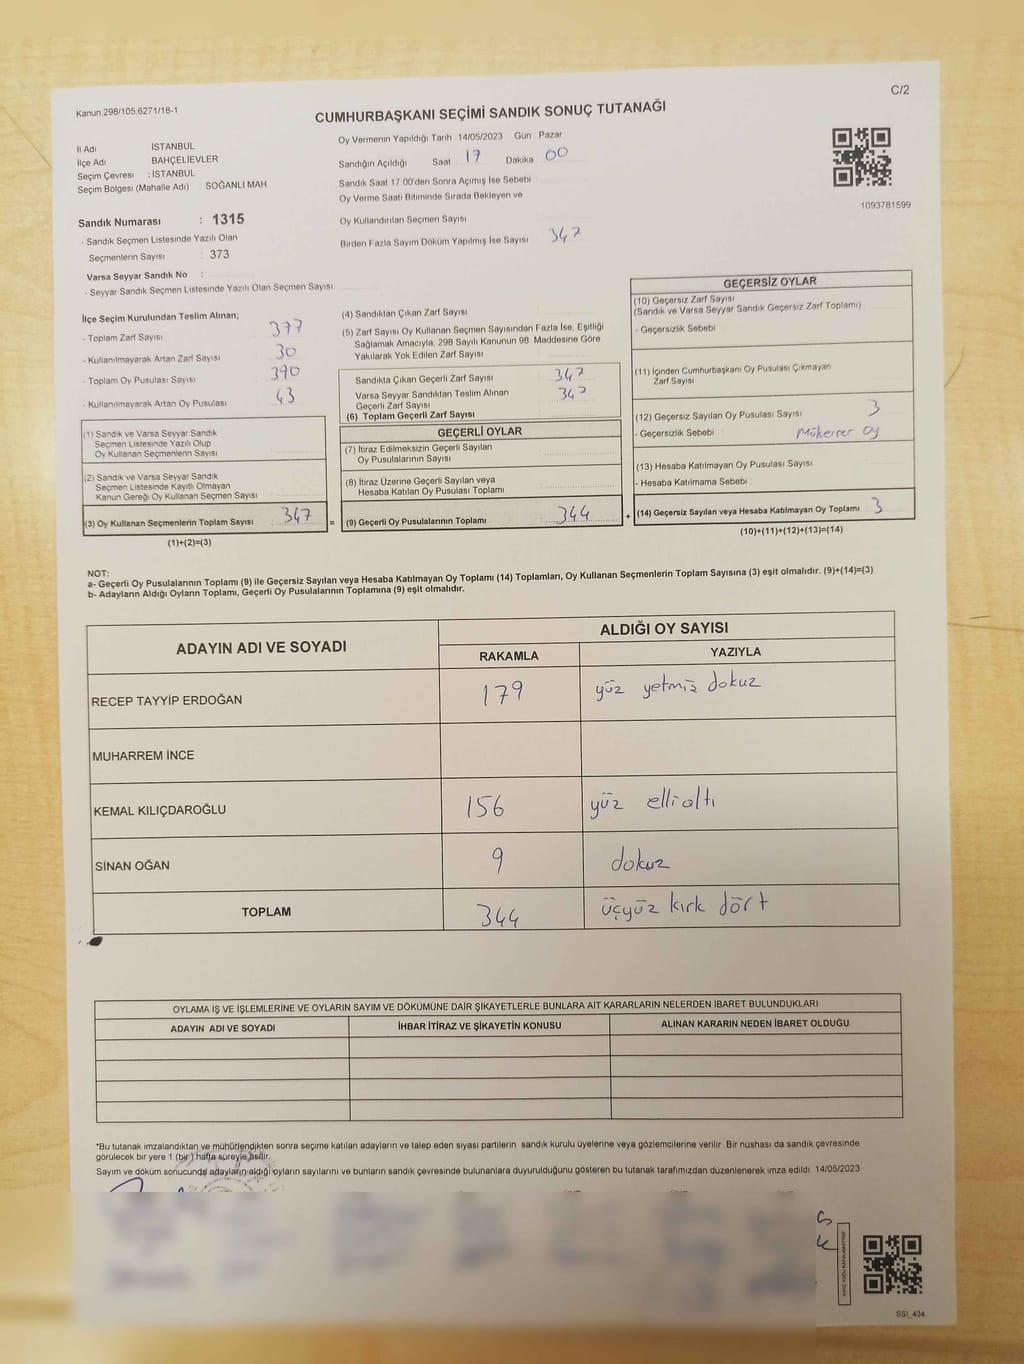 C/2
Kanun.298/105;6271/18-1
CUMHURBAŞKANI SEÇİMİ SANDIK SONUÇ TUTANAĞI
İl Adı İSTANBUL
İlçe Adı BAHÇELİEVLER
Seçim Çevresi : İSTANBUL
Seçim Bölgesi (Mahalle Adı) : SOĞANLI MAH
Sandık Numarası : 1315
- Sandık Seçmen Listesinde Yazılı Olan
Seçmenlerin Sayısı : 373
Varsa Seyyar Sandık No :
- Seyyar Sandık Seçmen Listesinde Yazılı Olan Seçmen Sayısı
Oy Vermenin Yapıldığı Tarih 14/05/2023 Gün Pazar
Sandığın Açıldığı Saat 17 Dakika 00
Sandık Saat 17 00'den Sonra Açımış İse Sebebi
Oy Verme Saati Bitiminde Sırada Bekleyen ve
Oy Kullandırılan Seçmen Sayısı
Birden Fazla Sayım Döküm Yapılmış İse Sayısı 347
1093781599
İlçe Seçim Kurulundan Teslim Alınan;
- Toplam Zarf Sayısı 377
- Kullanılmayarak Artan Zarf Sayısı 30
- Toplam Oy Pusulası Sayısı 390
- Kullanılmayarak Artan Oy Pusulası 43
(1) Sandık ve Varsa Seyyar Sandık
Seçmen Listesinde Yazılı Olup
Oy Kullanan Seçmenlerin Sayısı
(2) Sandık ve Varsa Seyyar Sandık
Seçmen Listesinde Kayıtlı Olmayan
Kanun Gereği Oy Kullanan Seçmen Sayısı
(3) Oy Kullanan Seçmenlerin Toplam Sayısı 347 =
(1)+(2)=(3)
(4) Sandıktan Çıkan Zarf Sayısı
(5) Zarf Sayısı Oy Kullanan Seçmen Sayısından Fazla İse, Eşitliği
Sağlamak Amacıyla, 298 Sayılı Kanunun 98. Maddesine Göre
Yakılarak Yok Edilen Zarf Sayısı
Sandıkta Çıkan Geçerli Zarf Sayısı 347
Varsa Seyyar Sandıktan Teslim Alınan 347
Geçerli Zarf Sayısı
(6) Toplam Geçerli Zarf Sayısı
GEÇERLİ OYLAR
(7) İtiraz Edilmeksizin Geçerli Sayılan
Oy Pusulalarının Sayısı
(8) İtiraz Üzerine Geçerli Sayılan veya
Hesaba Katılan Oy Pusulası Toplamı
(9) Geçerli Oy Pusulalarının Toplamı 344 +
GEÇERSİZ OYLAR
(10) Geçersiz Zarf Sayısı
(Sandık ve Varsa Seyyar Sandık Geçersiz Zarf Toplamı)
- Geçersizlik Sebebi
(11) İçinden Cumhurbaşkanı Oy Pusulası Çıkmayan
Zarf Sayısı
(12) Geçersiz Sayılan Oy Pusulası Sayısı 3
- Geçersizlik Sebebi Mükerrer oy
(13) Hesaba Katılmayan Oy Pusulası Sayısı
- Hesaba Katılmama Sebebi
(14) Geçersiz Sayılan veya Hesaba Katılmayan Oy Toplamı 3
(10)+(11)+(12)+(13)=(14)
NOT:
a- Geçerli Oy Pusulalarının Toplamı (9) ile Geçersiz Sayılan veya Hesaba Katılmayan Oy Toplamı (14) Toplamları, Oy Kullanan Seçmenlerin Toplam Sayısına (3) eşit olmalıdır. (9)+(14)=(3)
b- Adayların Aldığı Oyların Toplamı, Geçerli Oy Pusulalarının Toplamına (9) eşit olmalıdır.
ADAYIN ADI VE SOYADI ALDIĞI OY SAYISI
RAKAMLA YAZIYLA
RECEP TAYYİP ERDOĞAN 179 yüz yetmiz dokuz
MUHARREM İNCE
KEMAL KILIÇDAROĞLU 156 yüz elli altı
SİNAN OĞAN 9 dokuz
TOPLAM 344 üçyüz kırk dört
OYLAMA İŞ VE İŞLEMLERİNE VE OYLARIN SAYIM VE DÖKÜMÜNE DAİR ŞİKAYETLERLE BUNLARA AİT KARARLARIN NELERDEN İBARET BULUNDUKLARI
ADAYIN ADI VE SOYADI İHBAR İTİRAZ VE ŞİKAYETİN KONUSU ALINAN KARARIN NEDEN İBARET OLDUĞU
*Bu tutanak imzalandıktan ve mühürlendikten sonra seçime katılan adayların ve talep eden siyasi partilerin sandık kurulu üyelerine veya gözlemcilerine verilir. Bir nushası da sandık çevresinde
görülecek bir yere 1 (bir) hafta süreyle asılır.
Sayım ve döküm sonucunda adayların aldığı oyların sayılarını ve bunların sandık çevresinde bulunanlara duyurulduğunu gösteren bu tutanak tarafımızdan düzenlenerek imza edildi 14/05/2023
SS1_404